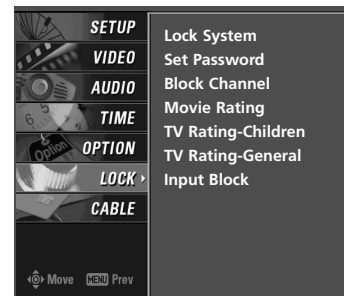 SETUP
VIDEO
AUDIO
TIME
OPTION
Option
LOCK
CABLE
Lock System
Set Password
Block Channel
Movie Rating
TV Rating-Children
TV Rating-General
Input Block
Move MENU Prev